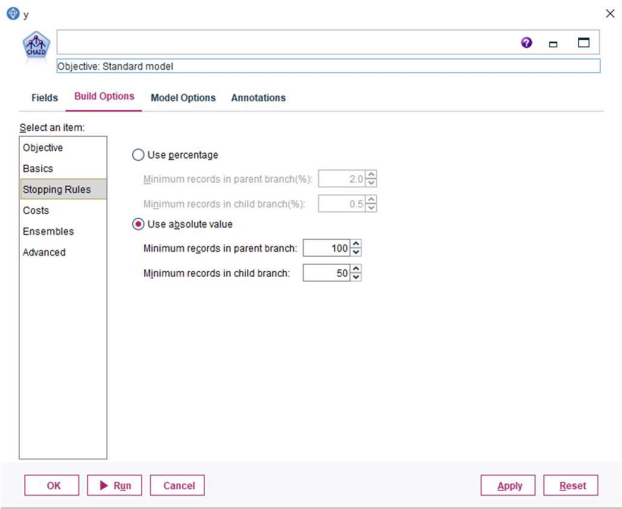 y
CHAID
Objective: Standard model
Fields Build Options Model Options Annotations
Select an item:
Objective
Basics
Stopping Rules
Costs
Ensembles
Advanced
Use percentage
Minimum records in parent branch(%): 2.0
Minimum records in child branch(%): 0.5
Use absolute value
Minimum records in parent branch: 100
Minimum records in child branch: 50
OK Run Cancel Apply Reset